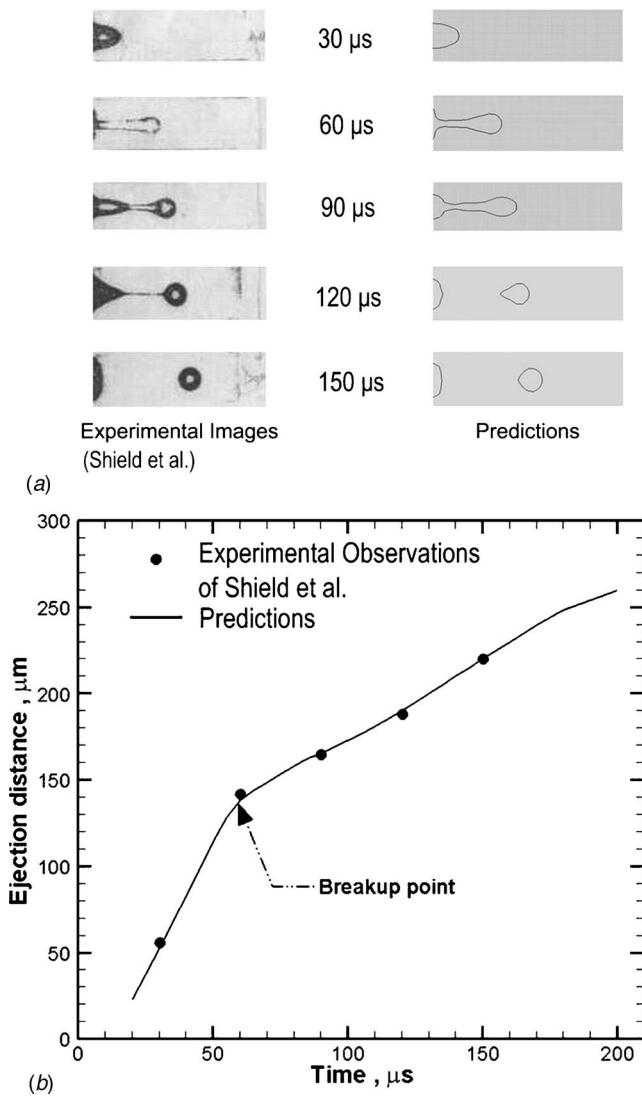 30 µs
60 µs
90 µs
120 µs
150 µs
Experimental Images
(Shield et al.)
Predictions
(a)
300
250
200
150
100
50
0
Ejection distance , µm
Experimental Observations
of Shield et al.
Predictions
Breakup point
0
50
100
150
200
Time , µs
(b)